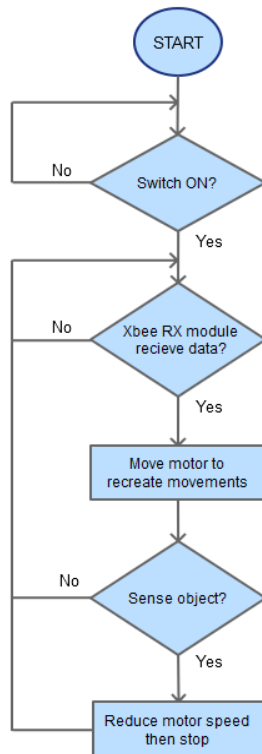 START
No
Switch ON?
Yes
No
Xbee RX module
recieve data?
Yes
Move motor to
recreate movements
No
Sense object?
Yes
Reduce motor speed
then stop